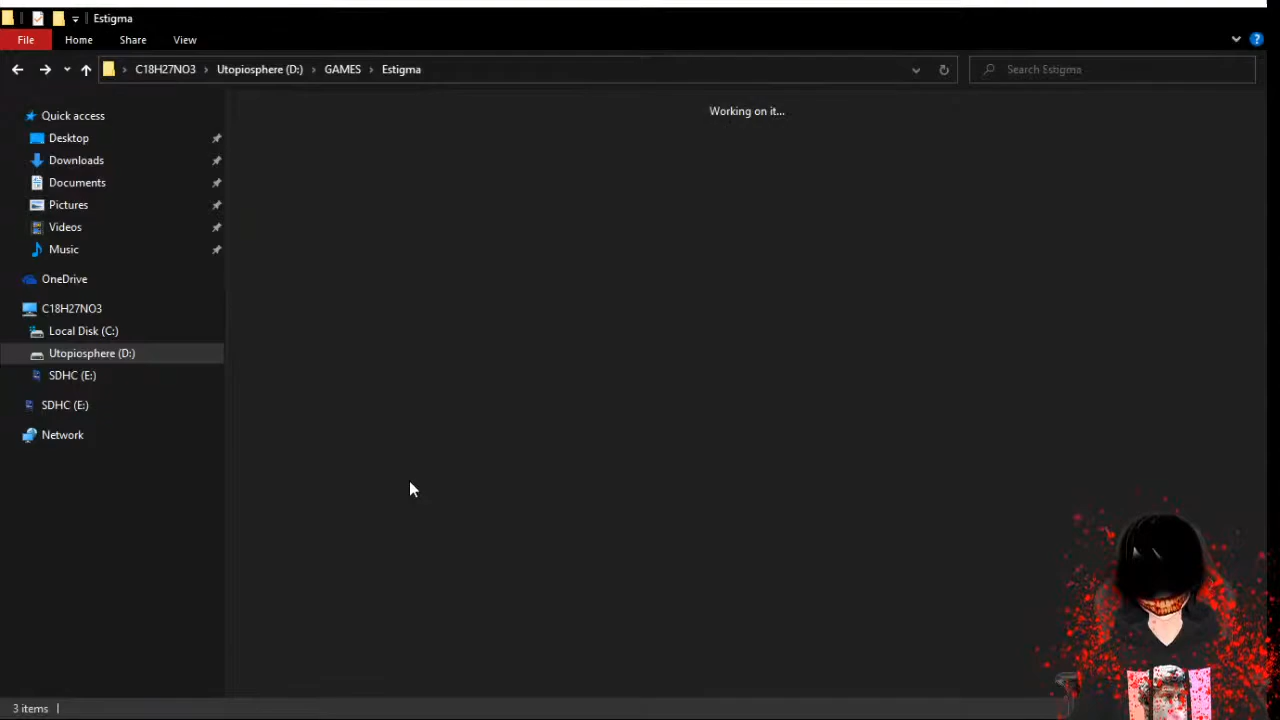 Estigma
File Home Share View
C18H27NO3 Utopiosphere (D:) GAMES Estigma Search Estigma
Working on it...
Quick access
Desktop
Downloads
Documents
Pictures
Videos
Music
OneDrive
C18H27NO3
Local Disk (C:)
Utopiosphere (D:)
SDHC (E:)
SDHC (E:)
Network
3 items